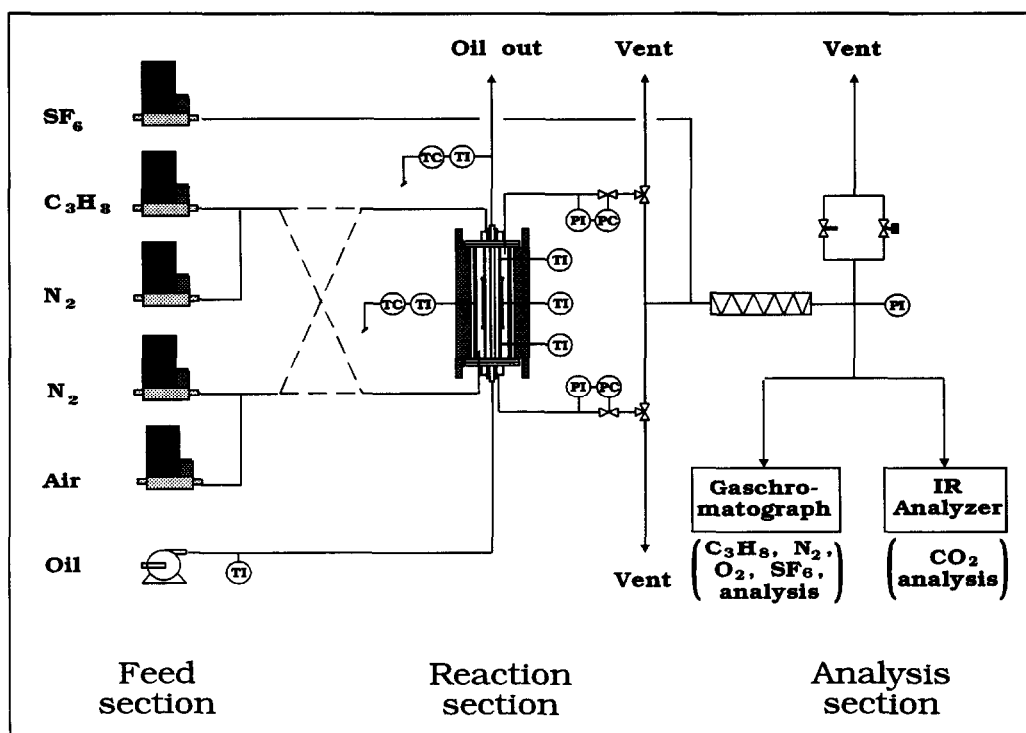 Oil out
Vent
Vent
SF6
TC TI
C3H8
PI PC
TI
N2
TC TI
TI
PI
TI
N2
PI PC
Air
Gaschro-
matograph
IR
Analyzer
(C3H8, N2,
O2, SF6,
analysis)
(CO2
analysis)
Oil
TI
Vent
Feed
section
Reaction
section
Analysis
section